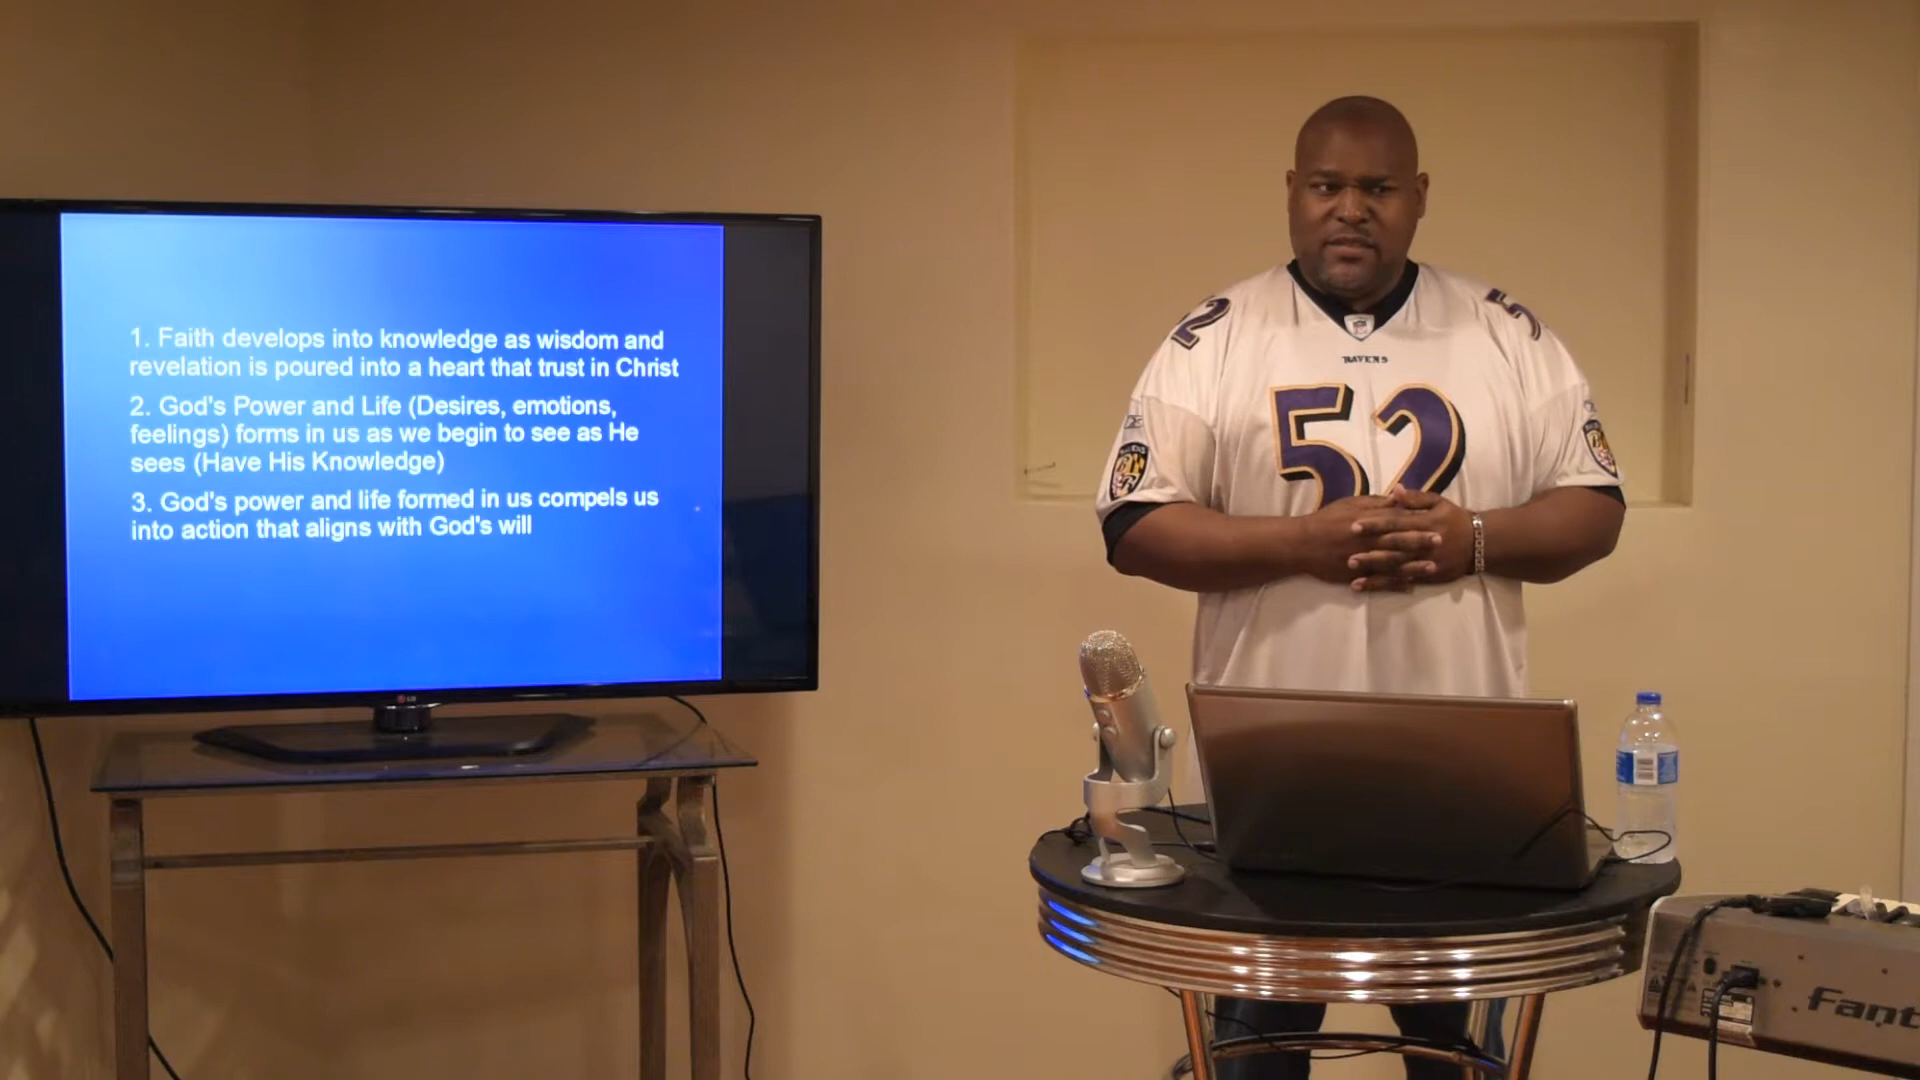 1. Faith develops into knowledge as wisdom and
revelation is poured into a heart that trust in Christ
2. God's Power and Life (Desires, emotions,
feelings) forms in us as we begin to see as He
sees (Have His Knowledge)
3. God's power and life formed in us compels us
into action that aligns with God's will
LG
52
52
RAVENS
52
Fant